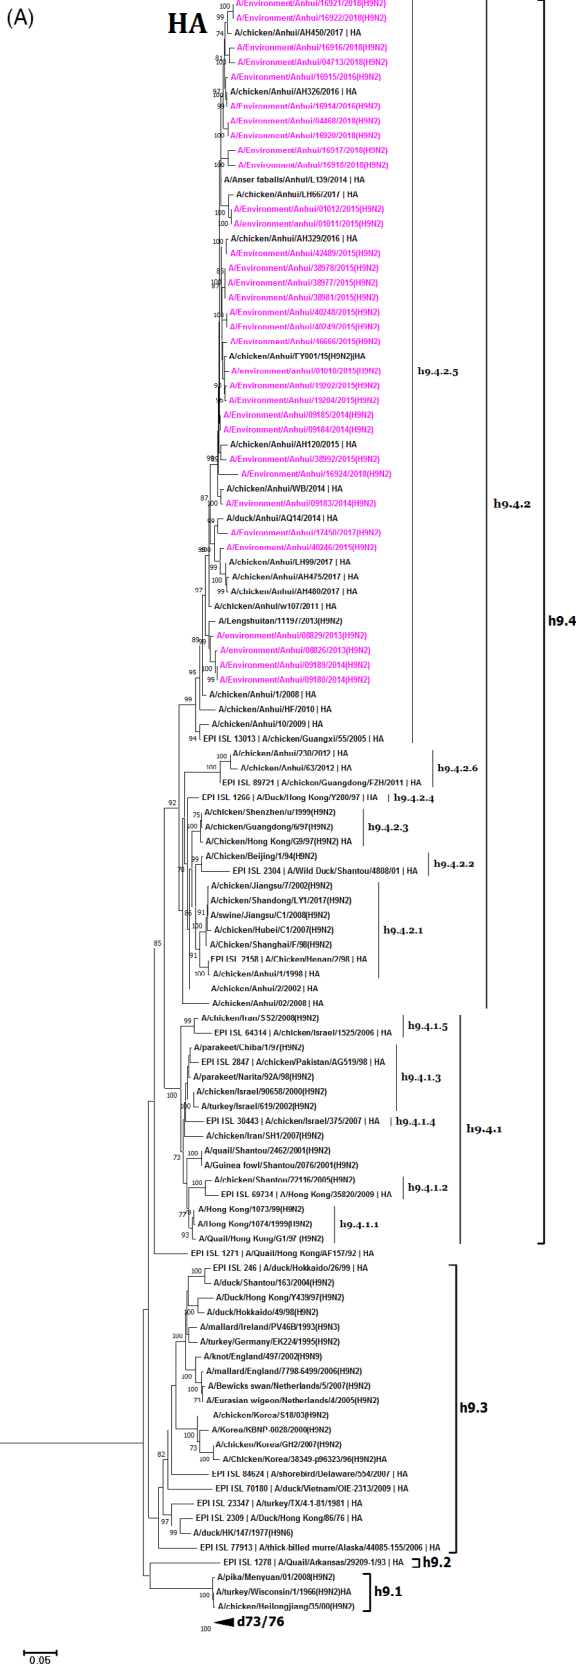 (A)
HA
A/Environment/Anhui/16921/2018(H9N2)
A/Environment/Anhui/16922/2018(H9N2)
A/chicken/Anhui/AH450/2017 | HA
A/Environment/Anhui/16916/2018(H9N2)
A/Environment/Anhui/04713/2018(H9N2)
A/Environment/Anhui/16915/2016(H9N2)
A/chicken/Anhui/AH326/2016 | HA
A/Environment/Anhui/16914/2016(H9N2)
A/Environment/Anhui/04468/2018(H9N2)
A/Environment/Anhui/16920/2018(H9N2)
A/Environment/Anhui/16917/2018(H9N2)
A/Environment/Anhui/16918/2018(H9N2)
A/Anser faballs/Anhui/L139/2014 | HA
A/chicken/Anhui/LH66/2017 | HA
A/Environment/Anhui/01012/2015(H9N2)
A/environment/Anhui/01011/2015(H9N2)
A/chicken/Anhui/AH329/2016 | HA
A/Environment/Anhui/42489/2015(H9N2)
A/Environment/Anhui/38978/2015(H9N2)
A/Environment/Anhui/38977/2015(H9N2)
A/Environment/Anhui/38981/2015(H9N2)
A/Environment/Anhui/40248/2015(H9N2)
A/Environment/Anhui/40249/2015(H9N2)
A/Environment/Anhui/46666/2015(H9N2)
A/chicken/Anhui/FY001/15(H9N2)HA
A/environment/Anhui/01010/2015(H9N2)
h9.4.2.5
A/Environment/Anhui/19202/2015(H9N2)
A/Environment/Anhui/19204/2015(H9N2)
A/Environment/Anhui/09185/2014(H9N2)
A/Environment/Anhui/09184/2014(H9N2)
A/chicken/Anhui/AH120/2015 | HA
A/Environment/Anhui/38992/2015(H9N2)
A/Environment/Anhui/16924/2018(H9N2)
A/chicken/Anhui/WB/2014 | HA
A/Environment/Anhui/09183/2014(H9N2)
h9.4.2
A/duck/Anhui/AQ14/2014 | HA
A/Environment/Anhui/17450/2017(H9N2)
A/Environment/Anhui/40246/2015(H9N2)
A/chicken/Anhui/LH99/2017 | HA
A/chicken/Anhui/AH475/2017 | HA
A/chicken/Anhui/AH480/2017 | HA
A/chicken/Anhui/w107/2011 | HA
A/Lengshuitan/11197/2013(H9N2)
h9.4
A/environment/Anhui/08829/2013(H9N2)
A/environment/Anhui/08826/2013(H9N2)
A/Environment/Anhui/09189/2014(H9N2)
A/Environment/Anhui/09180/2014(H9N2)
A/chicken/Anhui/1/2008 | HA
A/chicken/Anhui/HF/2010 | HA
A/chicken/Anhui/10/2009 | HA
EPI ISL 13013 | A/chicken/Guangxi/55/2005 | HA
A/chicken/Anhui/230/2012 | HA
A/chicken/Anhui/63/2012 | HA
h9.4.2.6
EPI ISL 89721 | A/chicken/Guangdong/FZH/2011 | HA
EPI ISL 1266 | A/Duck/Hong Kong/Y280/97 | HA
h9.4.2.4
A/chicken/Shenzhen/u/1999(H9N2)
A/chicken/Guangdong/6/97(H9N2)
h9.4.2.3
A/Chicken/Hong Kong/G9/97(H9N2) HA
A/Chicken/Beijing/1/94(H9N2)
h9.4.2.2
EPI ISL 2304 | A/Wild Duck/Shantou/4808/01 | HA
A/chicken/Jiangsu/7/2002(H9N2)
A/chicken/Shandong/LY1/2017(H9N2)
A/swine/Jiangsu/C1/2008(H9N2)
A/chicken/Hubei/C1/2007(H9N2)
h9.4.2.1
A/Chicken/Shanghai/F/98(H9N2)
EPI ISL 2158 | A/Chicken/Henan/2/98 | HA
A/chicken/Anhui/1/1998 | HA
A/chicken/Anhui/2/2002 | HA
A/chicken/Anhui/02/2008 | HA
A/chicken/Iran/SS2/2008(H9N2)
h9.4.1.5
EPI ISL 64314 | A/chicken/Israel/1525/2006 | HA
A/parakeet/Chiba/1/97(H9N2)
EPI ISL 2847 | A/chicken/Pakistan/AG519/98 | HA
A/parakeet/Narita/92A/98(H9N2)
h9.4.1.3
A/chicken/Israel/90658/2000(H9N2)
A/turkey/Israel/619/2002(H9N2)
EPI ISL 30443 | A/chicken/Israel/375/2007 | HA
h9.4.1.4
h9.4.1
A/chicken/Iran/SH1/2007(H9N2)
A/quail/Shantou/2462/2001(H9N2)
A/Guinea fowl/Shantou/2076/2001(H9N2)
A/chicken/Shantou/22116/2005(H9N2)
h9.4.1.2
EPI ISL 69734 | A/Hong Kong/35820/2009 | HA
A/Hong Kong/1073/99(H9N2)
A/Hong Kong/1074/1999(H9N2)
h9.4.1.1
A/Quail/Hong Kong/G1/97 (H9N2)
EPI ISL 1271 | A/Quail/Hong Kong/AF157/92 | HA
EPI ISL 246 | A/duck/Hokkaido/26/99 | HA
A/duck/Shantou/163/2004(H9N2)
A/Duck/Hong Kong/Y439/97(H9N2)
A/duck/Hokkaido/49/98(H9N2)
A/mallard/Ireland/PV46B/1993(H9N3)
A/turkey/Germany/EK224/1995(H9N2)
A/knot/England/497/2002(H9N9)
A/mallard/England/7798-6499/2006(H9N2)
A/Bewicks swan/Netherlands/5/2007(H9N2)
A/Eurasian wigeon/Netherlands/4/2005(H9N2)
h9.3
A/chicken/Korea/S18/03(H9N2)
A/Korea/KBNP-0028/2000(H9N2)
A/chicken/Korea/GH2/2007(H9N2)
A/Chicken/Korea/38349-p96323/96(H9N2)HA
EPI ISL 84624 | A/shorebird/Delaware/554/2007 | HA
EPI ISL 70180 | A/duck/Vietnam/OIE-2313/2009 | HA
EPI ISL 23347 | A/turkey/TX/4-1-81/1981 | HA
EPI ISL 2309 | A/Duck/Hong Kong/86/76 | HA
A/duck/HK/147/1977(H9N6)
EPI ISL 77913 | A/thick-billed murre/Alaska/44085-155/2006 | HA
EPI ISL 1278 | A/Quail/Arkansas/29209-1/93 | HA
h9.2
A/pika/Menyuan/01/2008(H9N2)
A/turkey/Wisconsin/1/1966(H9N2)HA
h9.1
A/chicken/Heilongjiang/35/00(H9N2)
d73/76
100
0.05